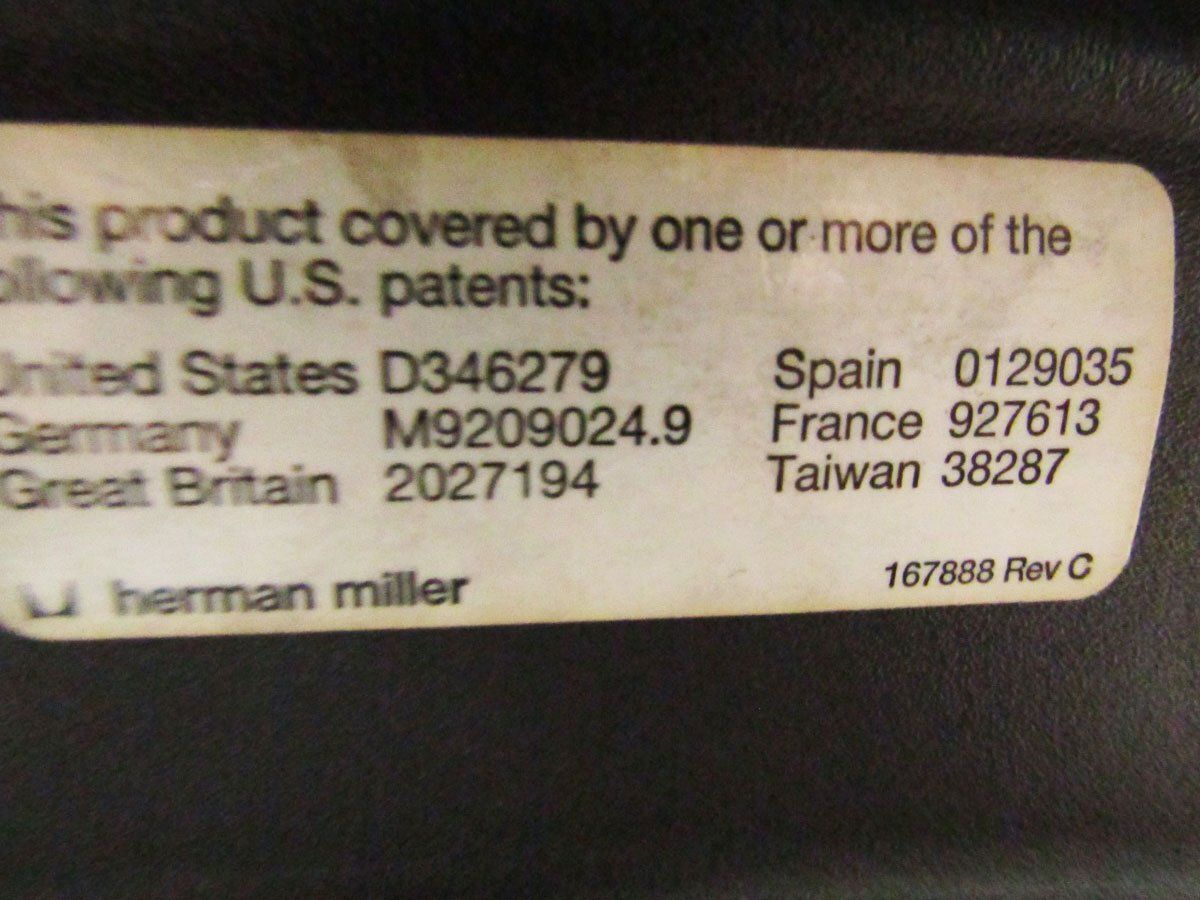 his product covered by one or more of the
ollowing U.S. patents:
United States D346279 Spain 0129035
Germany M9209024.9 France 927613
Great Britain 2027194 Taiwan 38287
herman miller 167888 Rev C